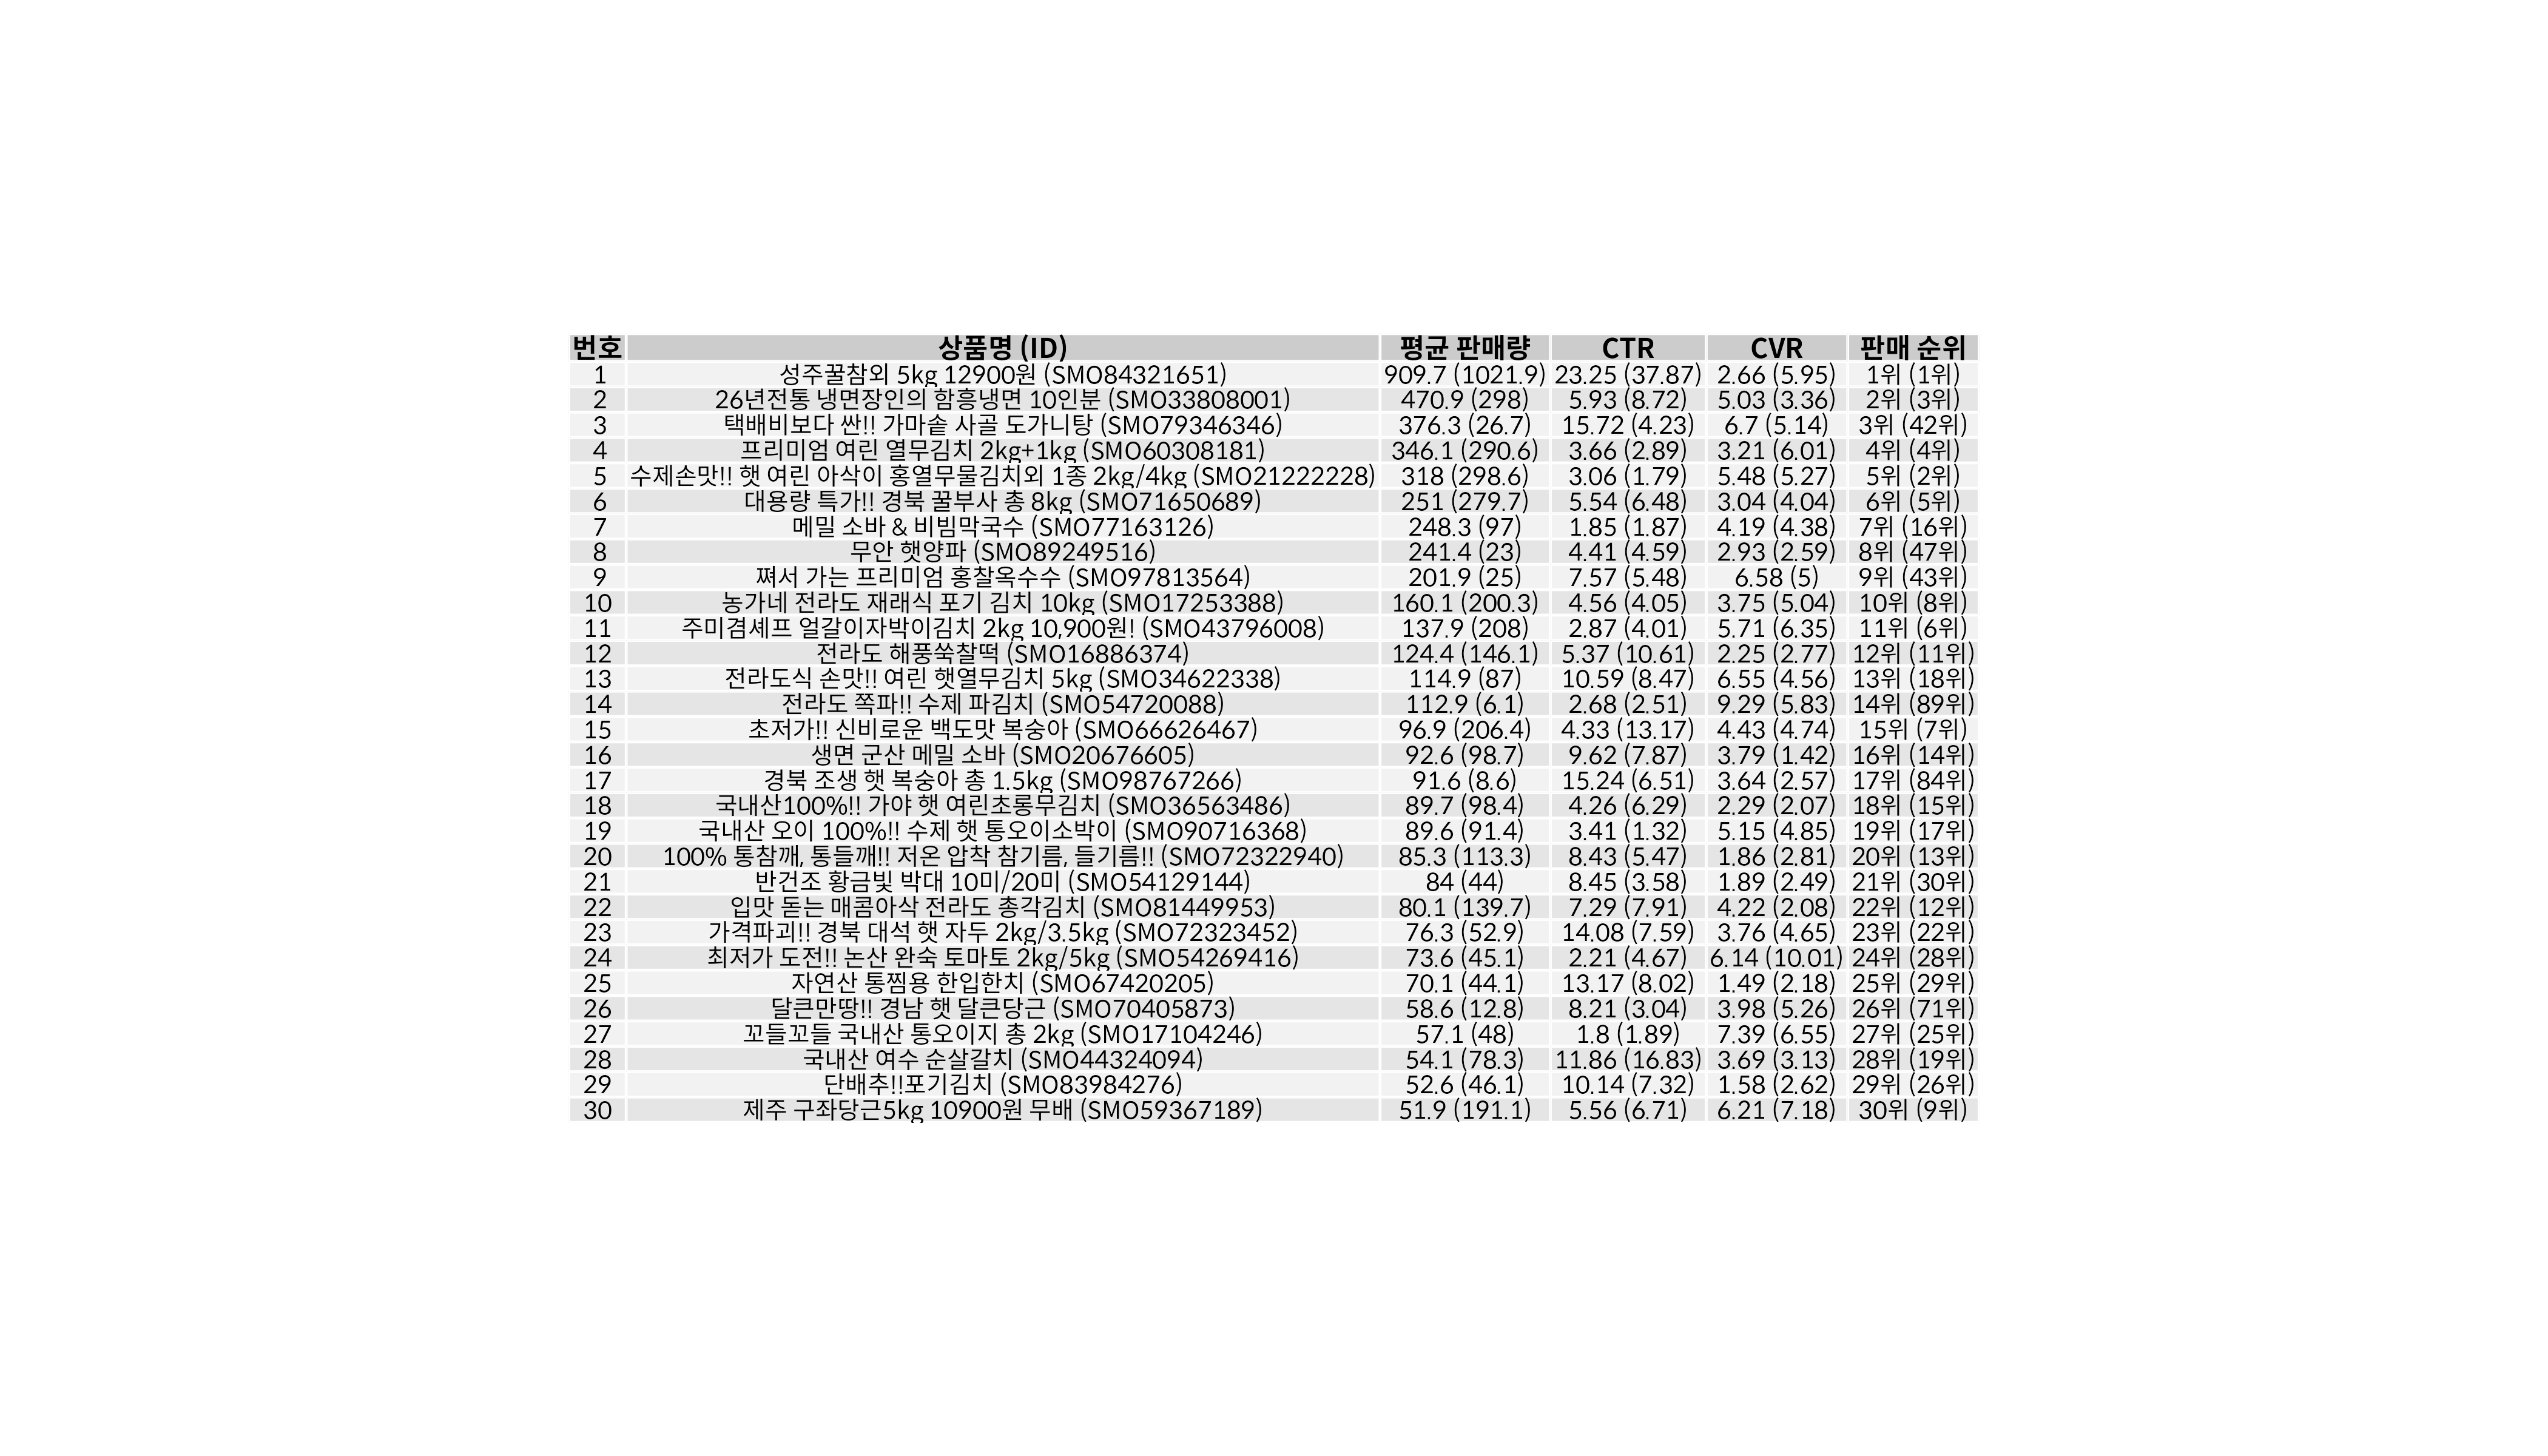 번호 상품명 (ID) 평균 판매량 CTR CVR 판매 순위
1 성주꿀참외 5kg 12900원 (SMO84321651) 909.7 (1021.9) 23.25 (37.87) 2.66 (5.95) 1위 (1위)
2 26년전통 냉면장인의 함흥냉면 10인분 (SMO33808001) 470.9 (298) 5.93 (8.72) 5.03 (3.36) 2위 (3위)
3 택배비보다 싼!! 가마솥 사골 도가니탕 (SMO79346346) 376.3 (26.7) 15.72 (4.23) 6.7 (5.14) 3위 (42위)
4 프리미엄 여린 열무김치 2kg+1kg (SMO60308181) 346.1 (290.6) 3.66 (2.89) 3.21 (6.01) 4위 (4위)
5 수제손맛!! 햇 여린 아삭이 홍열무물김치외 1종 2kg/4kg (SMO21222228) 318 (298.6) 3.06 (1.79) 5.48 (5.27) 5위 (2위)
6 대용량 특가!! 경북 꿀부사 총 8kg (SMO71650689) 251 (279.7) 5.54 (6.48) 3.04 (4.04) 6위 (5위)
7 메밀 소바 & 비빔막국수 (SMO77163126) 248.3 (97) 1.85 (1.87) 4.19 (4.38) 7위 (16위)
8 무안 햇양파 (SMO89249516) 241.4 (23) 4.41 (4.59) 2.93 (2.59) 8위 (47위)
9 쪄서 가는 프리미엄 홍찰옥수수 (SMO97813564) 201.9 (25) 7.57 (5.48) 6.58 (5) 9위 (43위)
10 농가네 전라도 재래식 포기 김치 10kg (SMO17253388) 160.1 (200.3) 4.56 (4.05) 3.75 (5.04) 10위 (8위)
11 주미겸셰프 얼갈이자박이김치 2kg 10,900원! (SMO43796008) 137.9 (208) 2.87 (4.01) 5.71 (6.35) 11위 (6위)
12 전라도 해풍쑥찰떡 (SMO16886374) 124.4 (146.1) 5.37 (10.61) 2.25 (2.77) 12위 (11위)
13 전라도식 손맛!! 여린 햇열무김치 5kg (SMO34622338) 114.9 (87) 10.59 (8.47) 6.55 (4.56) 13위 (18위)
14 전라도 쪽파!! 수제 파김치 (SMO54720088) 112.9 (6.1) 2.68 (2.51) 9.29 (5.83) 14위 (89위)
15 초저가!! 신비로운 백도맛 복숭아 (SMO66626467) 96.9 (206.4) 4.33 (13.17) 4.43 (4.74) 15위 (7위)
16 생면 군산 메밀 소바 (SMO20676605) 92.6 (98.7) 9.62 (7.87) 3.79 (1.42) 16위 (14위)
17 경북 조생 햇 복숭아 총 1.5kg (SMO98767266) 91.6 (8.6) 15.24 (6.51) 3.64 (2.57) 17위 (84위)
18 국내산100%!! 가야 햇 여린초롱무김치 (SMO36563486) 89.7 (98.4) 4.26 (6.29) 2.29 (2.07) 18위 (15위)
19 국내산 오이 100%!! 수제 햇 통오이소박이 (SMO90716368) 89.6 (91.4) 3.41 (1.32) 5.15 (4.85) 19위 (17위)
20 100% 통참깨, 통들깨!! 저온 압착 참기름, 들기름!! (SMO72322940) 85.3 (113.3) 8.43 (5.47) 1.86 (2.81) 20위 (13위)
21 반건조 황금빛 박대 10미/20미 (SMO54129144) 84 (44) 8.45 (3.58) 1.89 (2.49) 21위 (30위)
22 입맛 돋는 매콤아삭 전라도 총각김치 (SMO81449953) 80.1 (139.7) 7.29 (7.91) 4.22 (2.08) 22위 (12위)
23 가격파괴!! 경북 대석 햇 자두 2kg/3.5kg (SMO72323452) 76.3 (52.9) 14.08 (7.59) 3.76 (4.65) 23위 (22위)
24 최저가 도전!! 논산 완숙 토마토 2kg/5kg (SMO54269416) 73.6 (45.1) 2.21 (4.67) 6.14 (10.01) 24위 (28위)
25 자연산 통찜용 한입한치 (SMO67420205) 70.1 (44.1) 13.17 (8.02) 1.49 (2.18) 25위 (29위)
26 달큰만땅!! 경남 햇 달큰당근 (SMO70405873) 58.6 (12.8) 8.21 (3.04) 3.98 (5.26) 26위 (71위)
27 꼬들꼬들 국내산 통오이지 총 2kg (SMO17104246) 57.1 (48) 1.8 (1.89) 7.39 (6.55) 27위 (25위)
28 국내산 여수 순살갈치 (SMO44324094) 54.1 (78.3) 11.86 (16.83) 3.69 (3.13) 28위 (19위)
29 단배추!!포기김치 (SMO83984276) 52.6 (46.1) 10.14 (7.32) 1.58 (2.62) 29위 (26위)
30 제주 구좌당근5kg 10900원 무배 (SMO59367189) 51.9 (191.1) 5.56 (6.71) 6.21 (7.18) 30위 (9위)